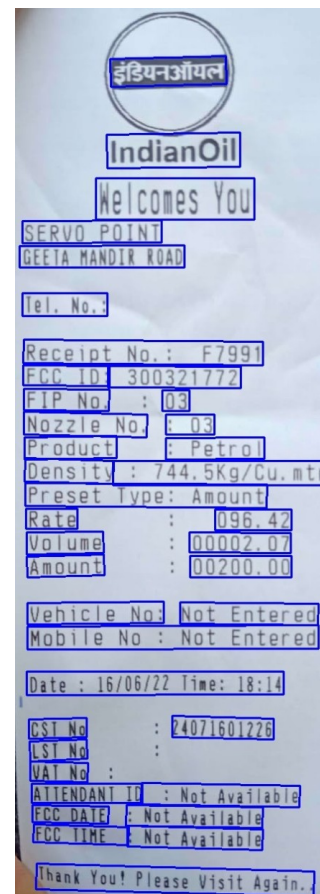 इंडियनऑयल
IndianOil
Welcomes You
SERVO POINT
GEETA MANDIR ROAD
Tel. No.:
Receipt No.: F7991
FCC ID: 300321772
FIP No. : 03
Nozzle No. : 03
Product : Petrol
Density : 744.5Kg/Cu.mtr
Preset Type: Amount
Rate : 096.42
Volume : 00002.07
Amount : 00200.00
Vehicle No: Not Entered
Mobile No : Not Entered
Date : 16/06/22 Time: 18:14
CST No : 24071601226
LST No :
VAT No :
ATTENDANT ID : Not Available
FCC DATE : Not Available
FCC TIME : Not Available
Thank You! Please Visit Again..